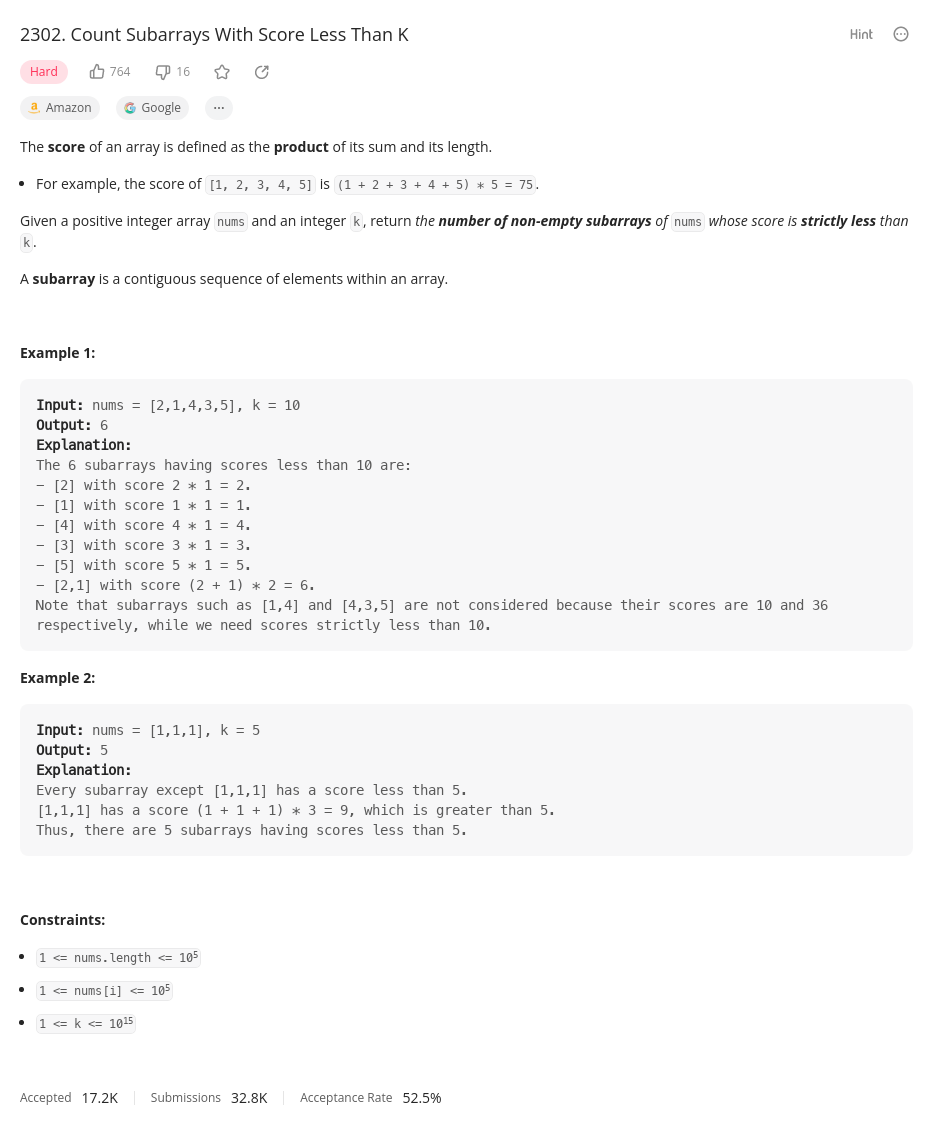 2302. Count Subarrays With Score Less Than K
Hint
Hard 764 16
Amazon Google ...
The score of an array is defined as the product of its sum and its length.
• For example, the score of [1, 2, 3, 4, 5] is (1 + 2 + 3 + 4 + 5) * 5 = 75.
Given a positive integer array nums and an integer k, return the number of non-empty subarrays of nums whose score is strictly less than
k.
A subarray is a contiguous sequence of elements within an array.
Example 1:
Input: nums = [2,1,4,3,5], k = 10
Output: 6
Explanation:
The 6 subarrays having scores less than 10 are:
- [2] with score 2 * 1 = 2.
- [1] with score 1 * 1 = 1.
- [4] with score 4 * 1 = 4.
- [3] with score 3 * 1 = 3.
- [5] with score 5 * 1 = 5.
- [2,1] with score (2 + 1) * 2 = 6.
Note that subarrays such as [1,4] and [4,3,5] are not considered because their scores are 10 and 36
respectively, while we need scores strictly less than 10.
Example 2:
Input: nums = [1,1,1], k = 5
Output: 5
Explanation:
Every subarray except [1,1,1] has a score less than 5.
[1,1,1] has a score (1 + 1 + 1) * 3 = 9, which is greater than 5.
Thus, there are 5 subarrays having scores less than 5.
Constraints:
• 1 <= nums.length <= 10⁵
• 1 <= nums[i] <= 10⁵
• 1 <= k <= 10¹⁵
Accepted 17.2K Submissions 32.8K Acceptance Rate 52.5%